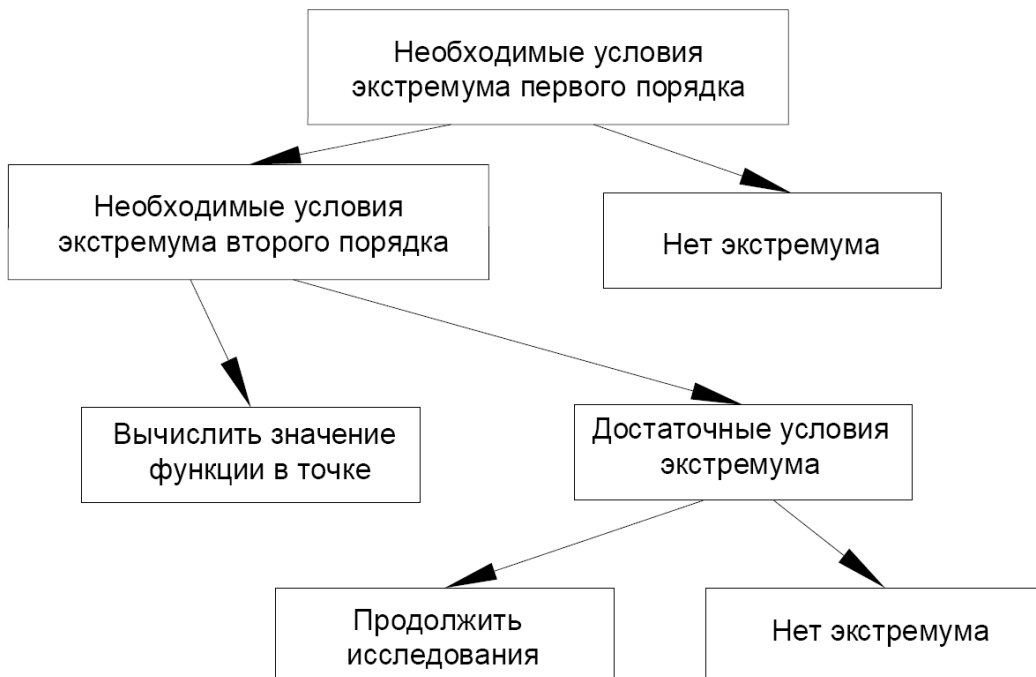 Необходимые условия
экстремума первого порядка
Необходимые условия
экстремума второго порядка
Нет экстремума
Вычислить значение
функции в точке
Достаточные условия
экстремума
Продолжить
исследования
Нет экстремума